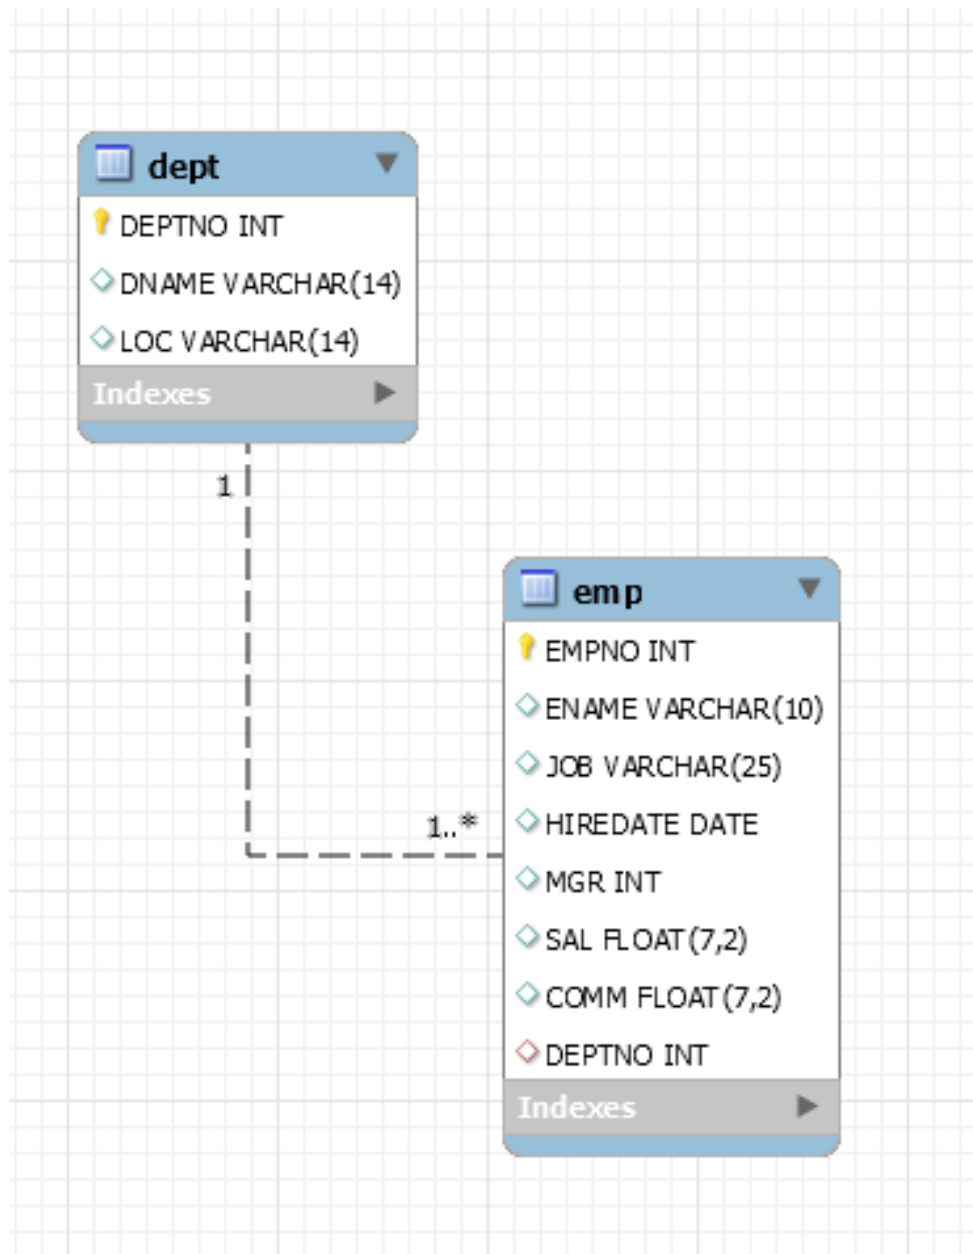 dept
DEPTNO INT
DNAME VARCHAR(14)
LOC VARCHAR(14)
Indexes
1
1..*
emp
EMPNO INT
ENAME VARCHAR(10)
JOB VARCHAR(25)
HIREDATE DATE
MGR INT
SAL FLOAT(7,2)
COMM FLOAT(7,2)
DEPTNO INT
Indexes